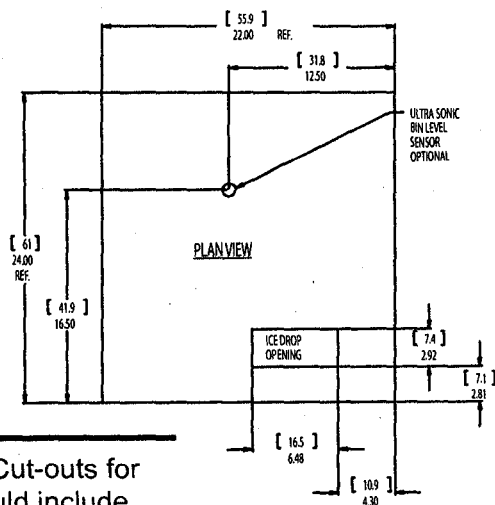 [ 55.9 ]
22.00 REF.
[ 31.8 ]
12.50
ULTRA SONIC
BIN LEVEL
SENSOR
OPTIONAL
[ 61 ]
24.00
REF.
PLAN VIEW
[ 41.9 ]
16.50
ICE DROP
OPENING
[ 7.4 ]
2.92
[ 7.1 ]
2.81
[ 16.5 ]
6.48
[ 10.9 ]
4.30
Cut-outs for
uld include